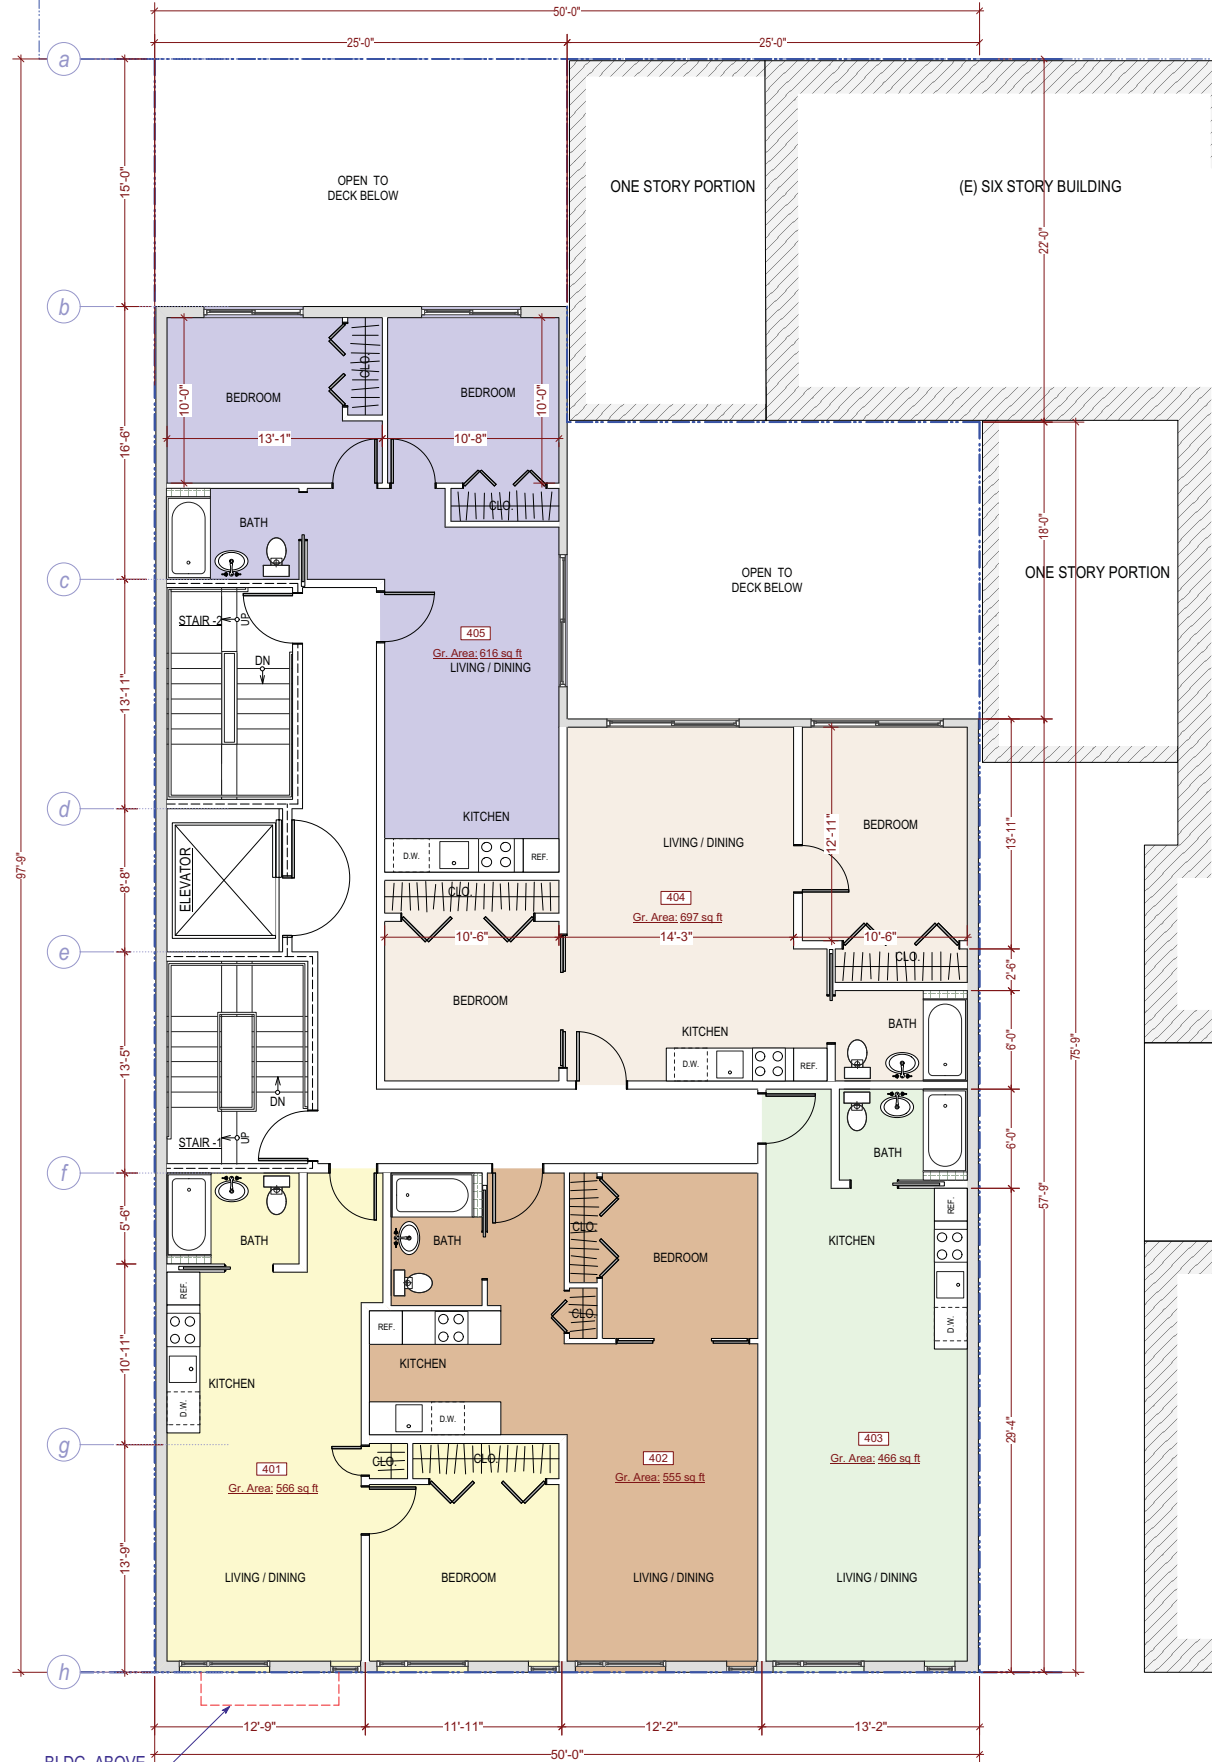 50'-0"
25'-0"
25'-0"
a
15'-0"
OPEN TO
DECK BELOW
ONE STORY PORTION
(E) SIX STORY BUILDING
22'-0"
b
16'-6"
10'-0"
BEDROOM
CLO.
13'-1"
BEDROOM
10'-0"
10'-8"
CLO.
BATH
18'-0"
c
OPEN TO
DECK BELOW
ONE STORY PORTION
STAIR -2
UP
DN
405
Gr. Area: 616 sq ft
LIVING / DINING
13'-11"
d
KITCHEN
D.W.
REF.
97'-9"
8'-8"
ELEVATOR
LIVING / DINING
12'-11"
BEDROOM
13'-11"
CLO.
404
Gr. Area: 697 sq ft
10'-6"
14'-3"
10'-6"
e
CLO.
2'-6"
BEDROOM
KITCHEN
BATH
6'-0"
75'-9"
D.W.
REF.
13'-5"
DN
STAIR -1
UP
BATH
6'-0"
f
5'-6"
BATH
BATH
CLO.
BEDROOM
KITCHEN
REF.
57'-9"
REF.
REF.
CLO.
D.W.
10'-11"
KITCHEN
KITCHEN
D.W.
D.W.
29'-4"
g
CLO.
CLO.
401
Gr. Area: 566 sq ft
402
Gr. Area: 555 sq ft
403
Gr. Area: 466 sq ft
13'-9"
LIVING / DINING
BEDROOM
LIVING / DINING
LIVING / DINING
h
12'-9"
11'-11"
12'-2"
13'-2"
50'-0"
BLDG. ABOVE